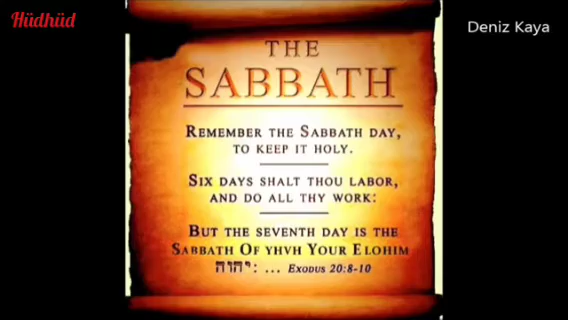 Hüdhüd
Deniz Kaya
THE
SABBATH
REMEMBER THE SABBATH DAY,
TO KEEP IT HOLY.
SIX DAYS SHALT THOU LABOR,
AND DO ALL THY WORK:
BUT THE SEVENTH DAY IS THE
SABBATH OF YHVH YOUR ELOHIM
יהוה: ... EXODUS 20:8-10